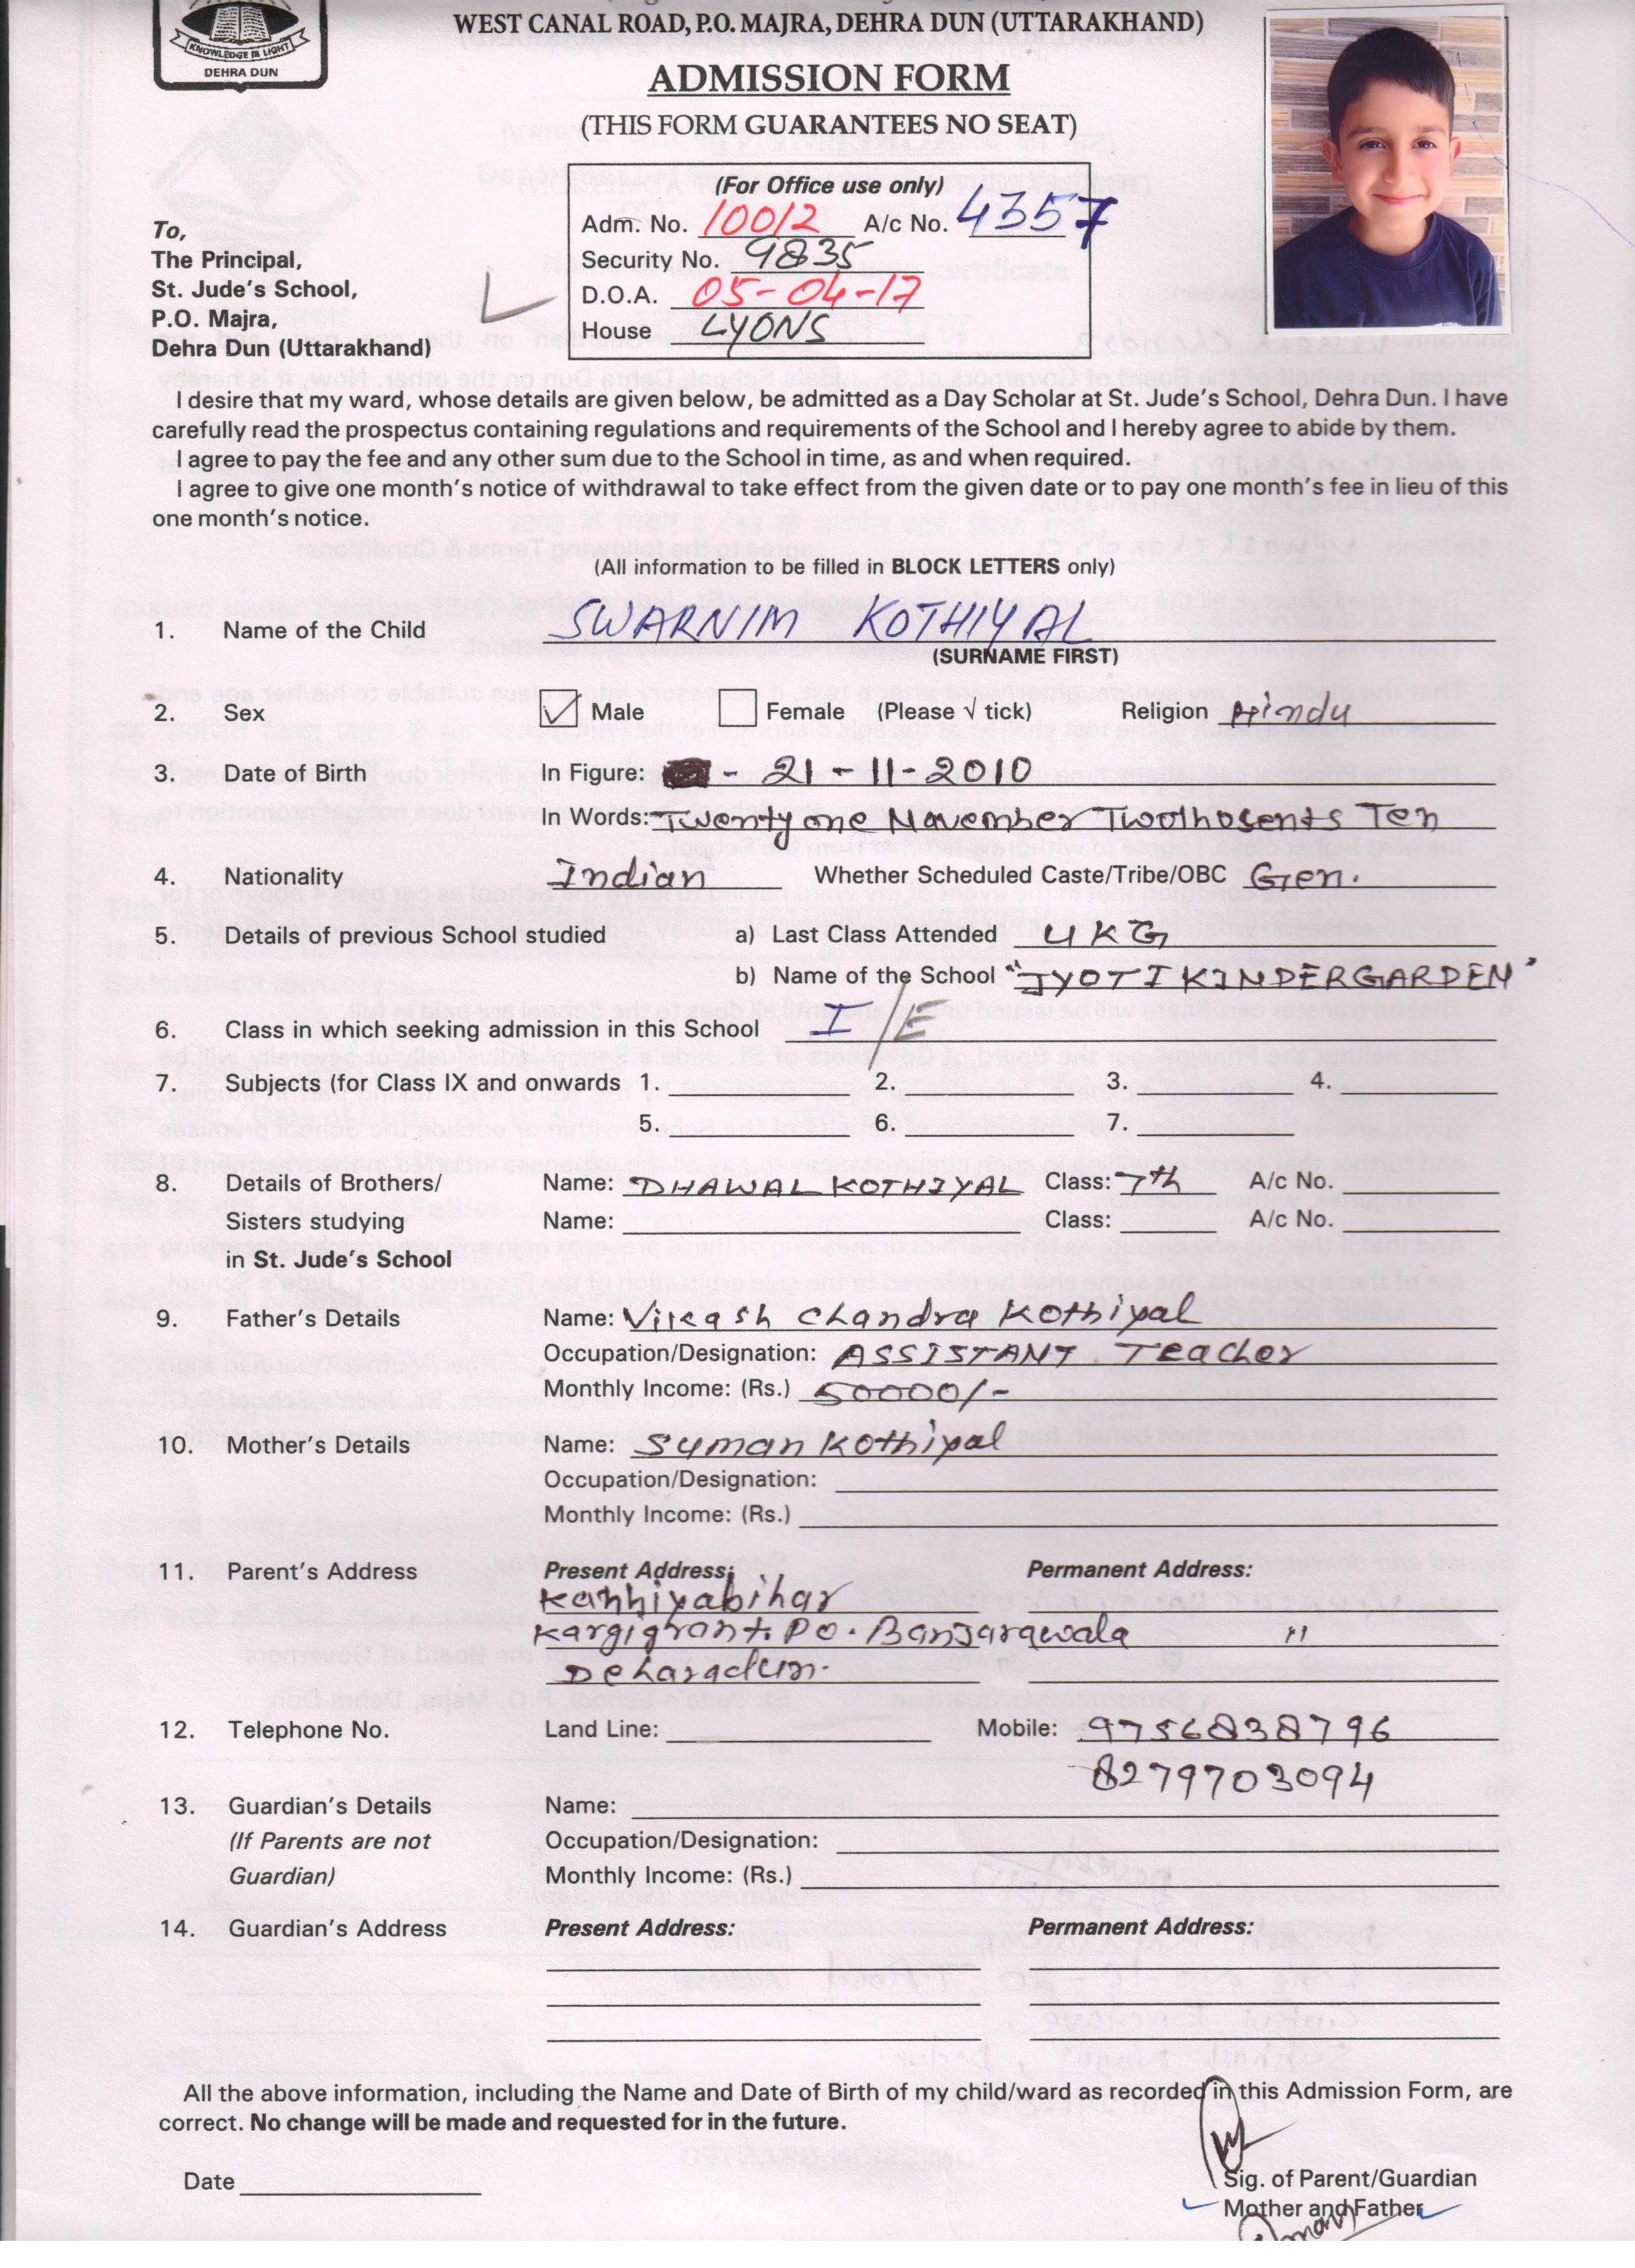 KNOWLEDGE IS LIGHT
DEHRA DUN
WEST CANAL ROAD, P.O. MAJRA, DEHRA DUN (UTTARAKHAND)
ADMISSION FORM
(THIS FORM GUARANTEES NO SEAT)
(For Office use only)
Adm. No. 10012 A/c No. 4357
Security No. 9835
D.O.A. 05-04-17
House LYONS
To,
The Principal,
St. Jude's School,
P.O. Majra,
Dehra Dun (Uttarakhand)
I desire that my ward, whose details are given below, be admitted as a Day Scholar at St. Jude's School, Dehra Dun. I have
carefully read the prospectus containing regulations and requirements of the School and I hereby agree to abide by them.
I agree to pay the fee and any other sum due to the School in time, as and when required.
I agree to give one month's notice of withdrawal to take effect from the given date or to pay one month's fee in lieu of this
one month's notice.
(All information to be filled in BLOCK LETTERS only)
1. Name of the Child SWARNIM KOTHIYAL
(SURNAME FIRST)
2. Sex ✓ Male Female (Please √ tick) Religion Hindu
3. Date of Birth In Figure: - 21-11-2010
In Words: Twenty one November Twothosents Ten
4. Nationality Indian Whether Scheduled Caste/Tribe/OBC Gen.
5. Details of previous School studied a) Last Class Attended UKG
b) Name of the School "JYOTI KINDERGARDEN"
6. Class in which seeking admission in this School I/E
7. Subjects (for Class IX and onwards 1. 2. 3. 4.
5. 6. 7.
8. Details of Brothers/ Name: DHAWAL KOTHIYAL Class: 7th A/c No.
Sisters studying Name: Class: A/c No.
in St. Jude's School
9. Father's Details Name: Vikash Chandra Kothiyal
Occupation/Designation: ASSISTANT. Teacher
Monthly Income: (Rs.) 50000/-
10. Mother's Details Name: Suman Kothiyal
Occupation/Designation:
Monthly Income: (Rs.)
11. Parent's Address Present Address: Permanent Address:
Kanhiyabihar
Kargigrant. PO. Banjarawala "
Deharadun.
12. Telephone No. Land Line: Mobile: 9756838796
8279703094
13. Guardian's Details Name:
(If Parents are not Occupation/Designation:
Guardian) Monthly Income: (Rs.)
14. Guardian's Address Present Address: Permanent Address:
All the above information, including the Name and Date of Birth of my child/ward as recorded in this Admission Form, are
correct. No change will be made and requested for in the future.
Date
Sig. of Parent/Guardian
Mother and Father